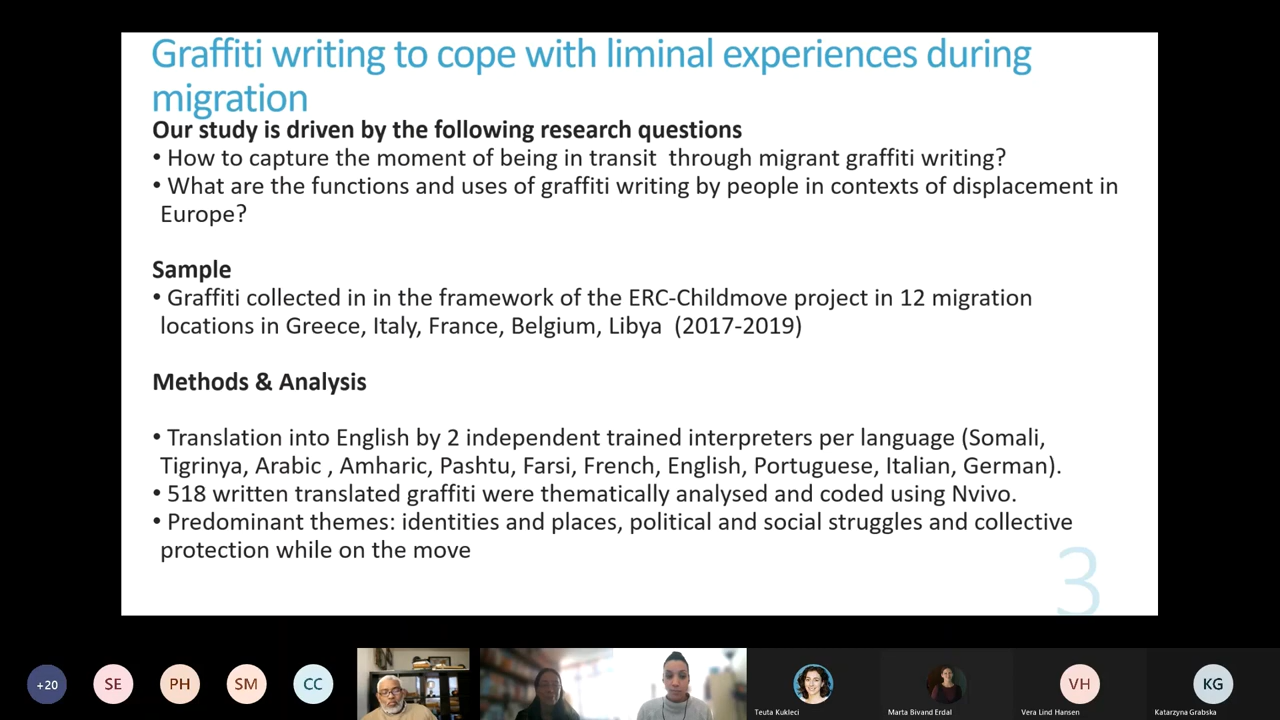 Graffiti writing to cope with liminal experiences during
migration
Our study is driven by the following research questions
• How to capture the moment of being in transit through migrant graffiti writing?
• What are the functions and uses of graffiti writing by people in contexts of displacement in
Europe?
Sample
• Graffiti collected in in the framework of the ERC-Childmove project in 12 migration
locations in Greece, Italy, France, Belgium, Libya (2017-2019)
Methods & Analysis
• Translation into English by 2 independent trained interpreters per language (Somali,
Tigrinya, Arabic , Amharic, Pashtu, Farsi, French, English, Portuguese, Italian, German).
• 518 written translated graffiti were thematically analysed and coded using Nvivo.
• Predominant themes: identities and places, political and social struggles and collective
protection while on the move
3
+20 SE PH SM CC VH KG
Teuta Kukleci Marta Bivand Erdal Vera Lind Hansen Katarzyna Grabska